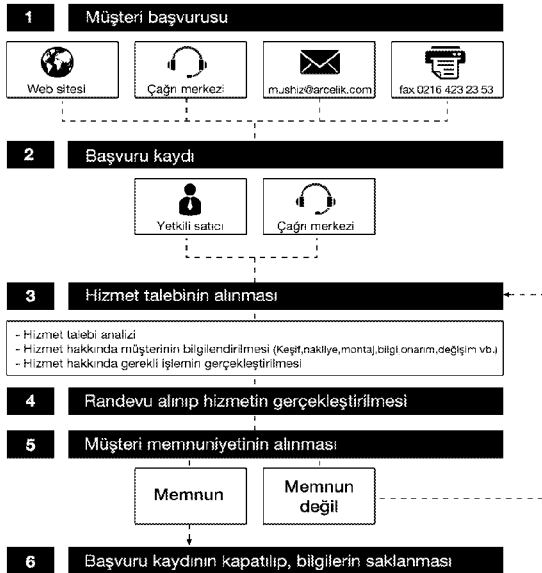 1 Müşteri başvurusu
Web sitesi
Çağrı merkezi
mushiz@arcelik.com
fax 0216 423 23 53
2 Başvuru kaydı
Yetkili satıcı
Çağrı merkezi
3 Hizmet talebinin alınması
- Hizmet talebi analizi
- Hizmet hakkında müşterinin bilgilendirilmesi (Keşif,nakliye,montaj,bilgi,onarım,değişim vb.)
- Hizmet hakkında gerekli işlemin gerçekleştirilmesi
4 Randevu alınıp hizmetin gerçekleştirilmesi
5 Müşteri memnuniyetinin alınması
Memnun
Memnun
değil
6 Başvuru kaydının kapatılıp, bilgilerin saklanması